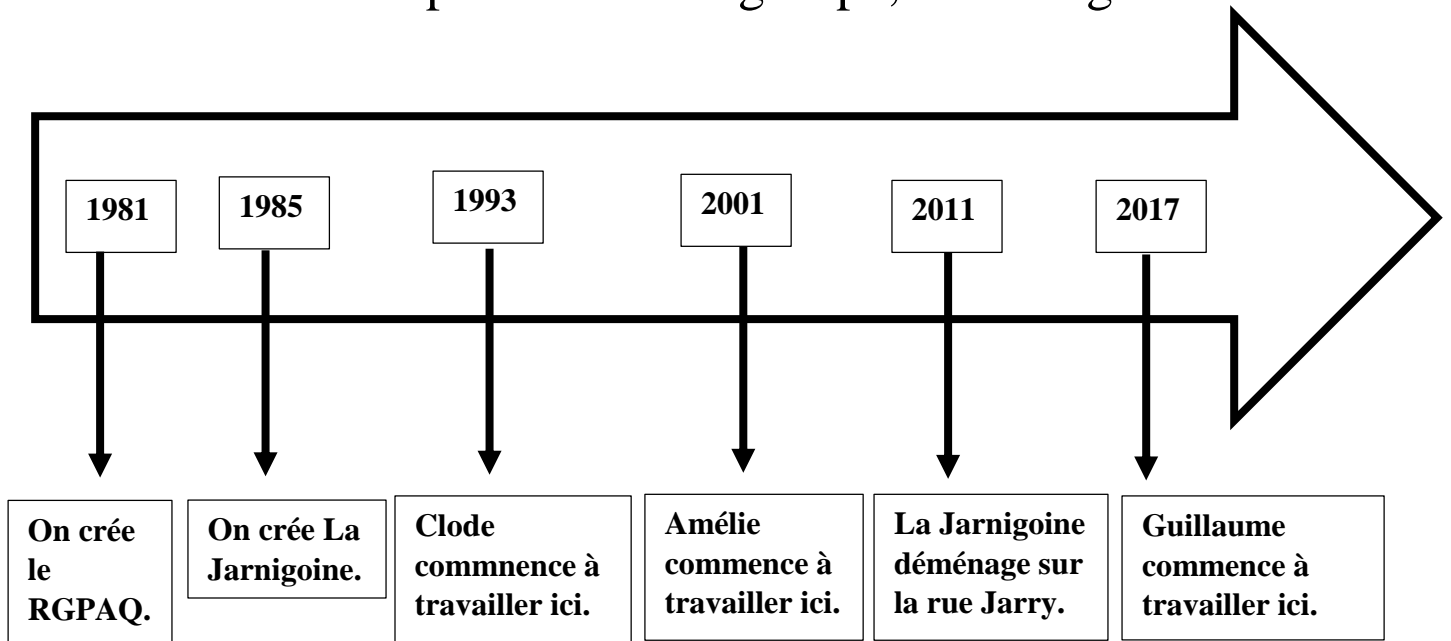 1981
1985
1993
2001
2011
2017
On crée
le
RGPAQ.
On crée La
Jarnigoine.
Clode
commnence à
travailler ici.
Amélie
commence à
travailler ici.
La Jarnigoine
déménage sur
la rue Jarry.
Guillaume
commence à
travailler ici.